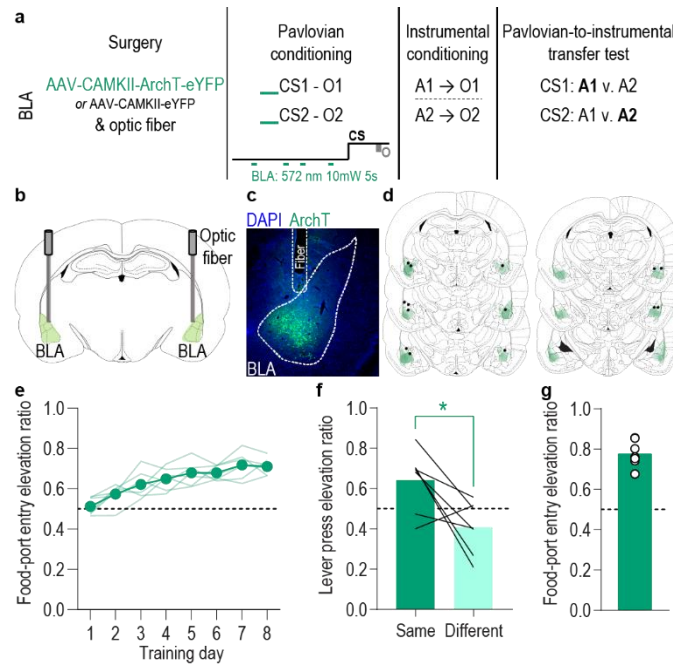 a
BLA
Surgery
AAV-CAMKII-ArchT-eYFP
or AAV-CAMKII-eYFP
& optic fiber
Pavlovian
conditioning
CS1 - O1
CS2 - O2
CS
O
BLA: 572 nm 10mW 5s
Instrumental
conditioning
A1 → O1
A2 → O2
Pavlovian-to-instrumental
transfer test
CS1: A1 v. A2
CS2: A1 v. A2
b
Optic
fiber
BLA
BLA
c
DAPI ArchT
Fiber
BLA
d
e
Food-port entry elevation ratio
1.0
0.8
0.6
0.4
0.2
0.0
1 2 3 4 5 6 7 8
Training day
f
Lever press elevation ratio
1.0
0.8
0.6
0.4
0.2
0.0
*
Same Different
g
Food-port entry elevation ratio
1.0
0.8
0.6
0.4
0.2
0.0